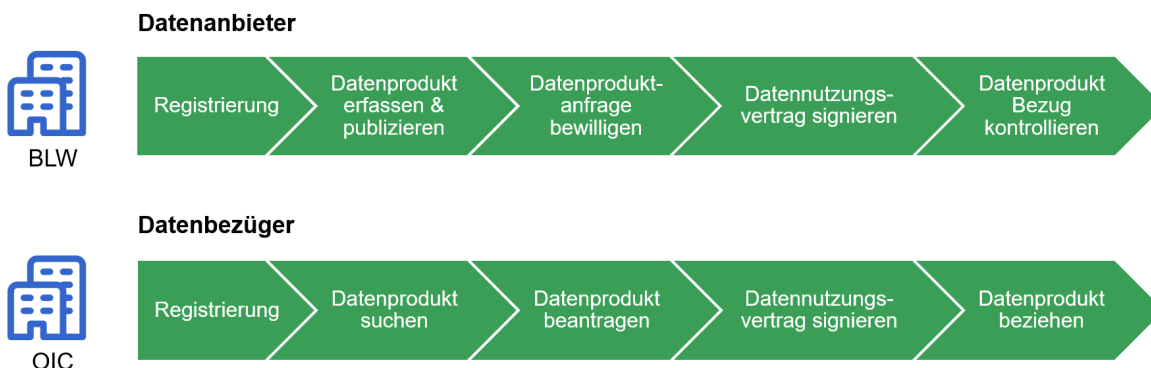 Datenanbieter
BLW
Registrierung
Datenprodukt
erfassen &
publizieren
Datenprodukt-
anfrage
bewilligen
Datennutzungs-
vertrag signieren
Datenprodukt
Bezug
kontrollieren
Datenbezüger
OIC
Registrierung
Datenprodukt
suchen
Datenprodukt
beantragen
Datennutzungs-
vertrag signieren
Datenprodukt
beziehen